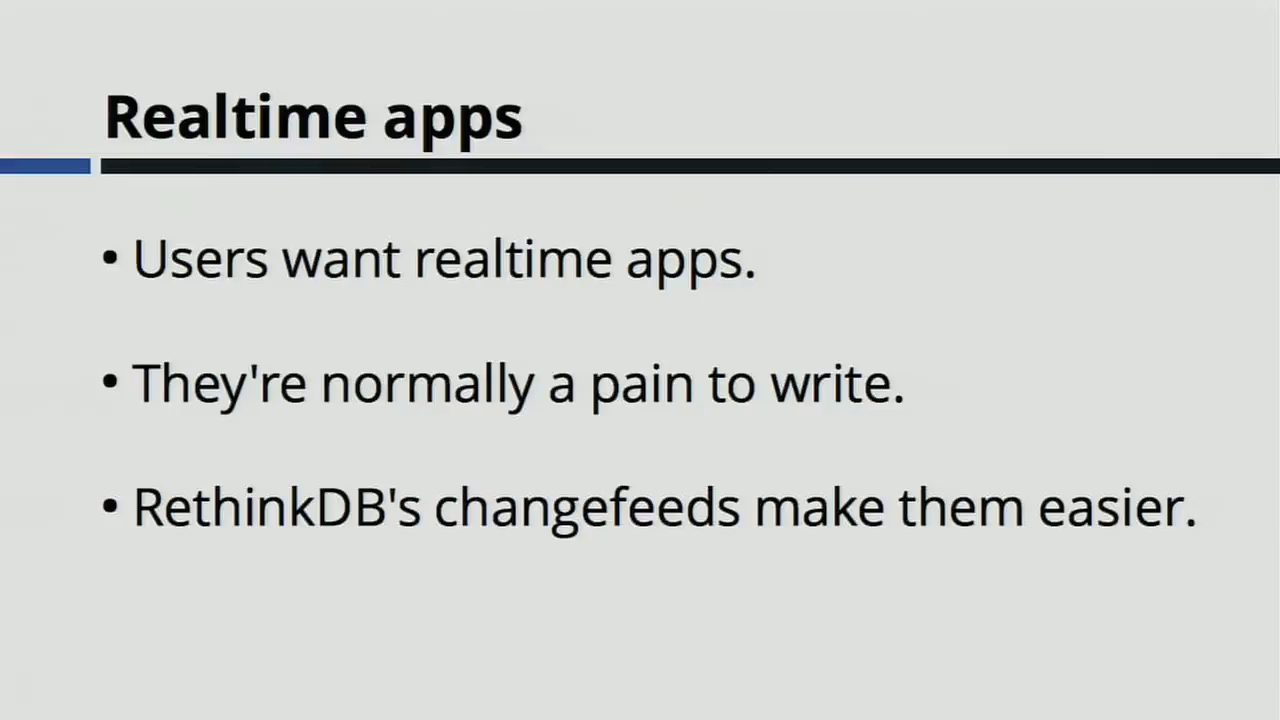 Realtime apps
• Users want realtime apps.
• They're normally a pain to write.
• RethinkDB's changefeeds make them easier.